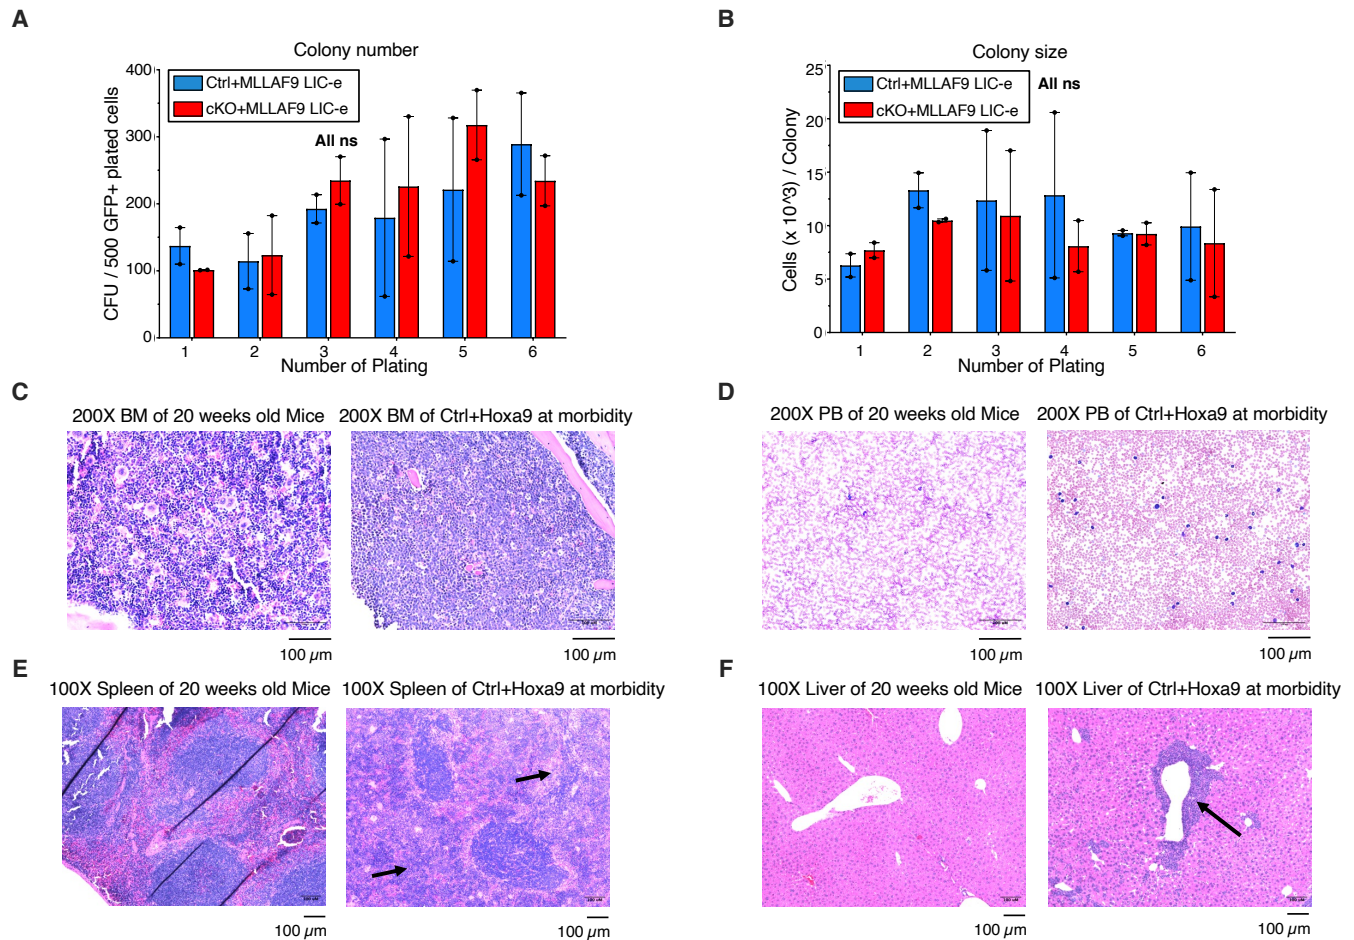 A
Colony number
400
300
200
100
0
CFU / 500 GFP+ plated cells
Ctrl+MLLAF9 LIC-e
cKO+MLLAF9 LIC-e
All ns
1 2 3 4 5 6
Number of Plating
B
Colony size
25
20
15
10
5
0
Cells (x 10^3) / Colony
Ctrl+MLLAF9 LIC-e
cKO+MLLAF9 LIC-e
All ns
1 2 3 4 5 6
Number of Plating
C
200X BM of 20 weeks old Mice
200X BM of Ctrl+Hoxa9 at morbidity
100 µm
100 µm
D
200X PB of 20 weeks old Mice
200X PB of Ctrl+Hoxa9 at morbidity
100 µm
100 µm
E
100X Spleen of 20 weeks old Mice
100X Spleen of Ctrl+Hoxa9 at morbidity
100 µm
100 µm
F
100X Liver of 20 weeks old Mice
100X Liver of Ctrl+Hoxa9 at morbidity
100 µm
100 µm